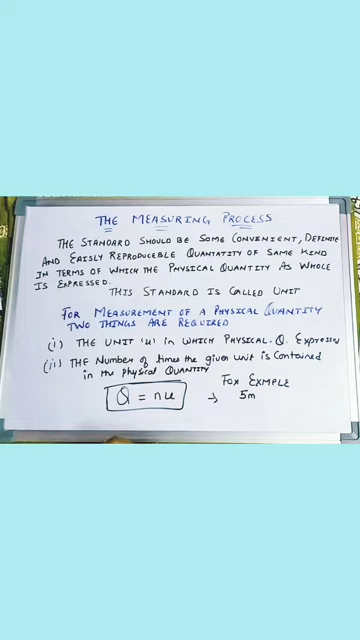 THE MEASURING PROCESS
THE STANDARD SHOULD BE SOME CONVENIENT, DEFINITE
AND EAISLY REPRODUCEBLE QUANTATITY OF SAME KIND
IN TERMS OF WHICH THE PHYSICAL QUANTITY AS WHOLE
IS EXPRESSED.
THIS STANDARD IS CALLED UNIT
FOR MEASUREMENT OF A PHYSICAL QUANTITY
TWO THINGS ARE REQUIRED
(i) THE UNIT 'u' IN WHICH PHYSICAL. Q. Expresses
(ii) THE Number of times the given unit is contained
in the physical QUANTITY
Q = nu
FOR EXMPLE
→ 5m